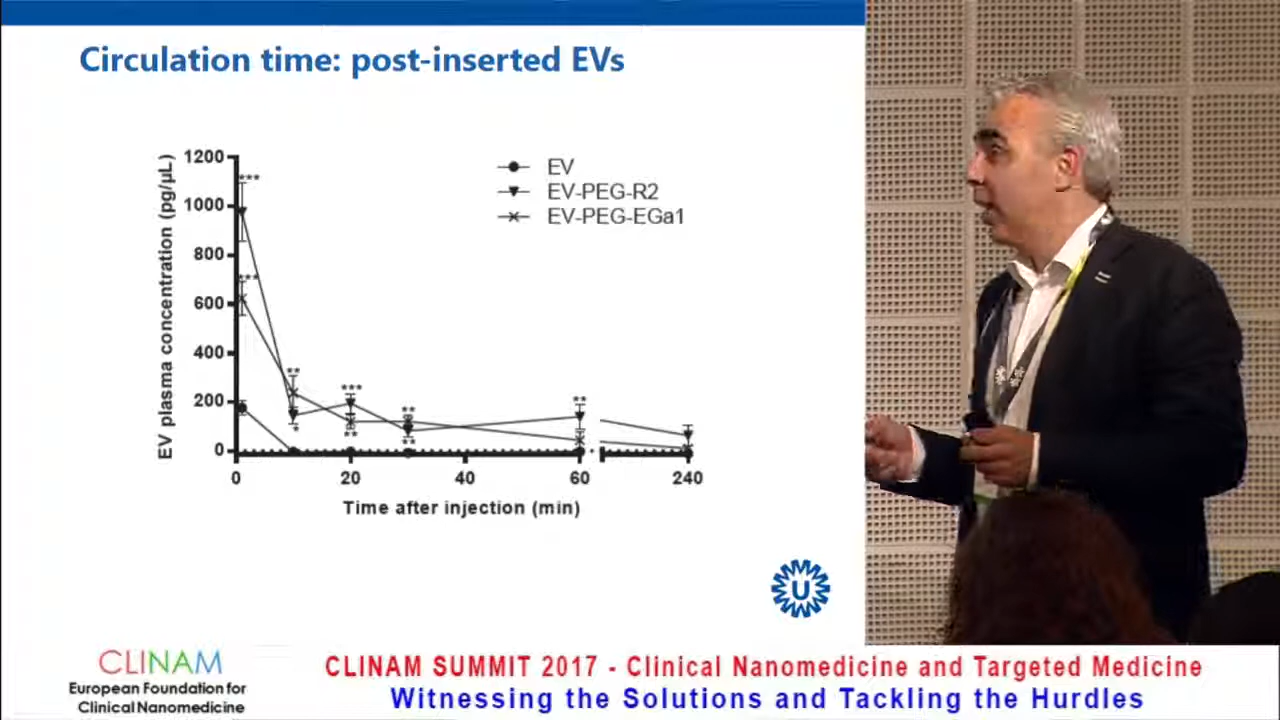 Circulation time: post-inserted EVs
EV plasma concentration (pg/µL)
1200
1000
800
600
400
200
0
***
***
**
*
***
**
**
**
**
EV
EV-PEG-R2
EV-PEG-EGa1
0 20 40 60 240
Time after injection (min)
U
CLINAM
European Foundation for
Clinical Nanomedicine
CLINAM SUMMIT 2017 - Clinical Nanomedicine and Targeted Medicine
Witnessing the Solutions and Tackling the Hurdles